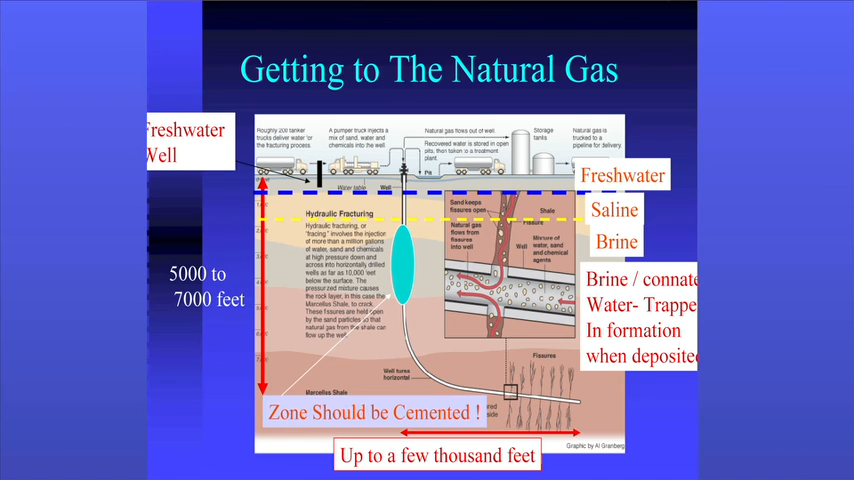 Getting to The Natural Gas
Freshwater
Well
Roughly 200 tanker
trucks deliver water for
the fracturing process.
A pumper truck injects a
mix of sand, water and
chemicals into the well.
Natural gas flows out of well.
Recovered water is stored in open
pits, then taken to a treatment
plant.
Storage
tanks
Natural gas is
trucked to a
pipeline for delivery.
Pit
Water table
Well
Freshwater
Saline
Brine
Brine / connate
Water- Trappe
In formation
when deposited
Hydraulic Fracturing
Hydraulic fracturing, or
"fracing," involves the injection
of more than a million gallons
of water, sand and chemicals
at high pressure down and
across into horizontally drilled
wells as far as 10,000 feet
below the surface. The
pressurized mixture causes
the rock layer, in this case the
Marcellus Shale, to crack.
These fissures are held open
by the sand particles so that
natural gas from the shale can
flow up the well.
Sand keeps
fissures open
Shale
Fissure
Natural gas
flows from
fissures
into well
Well
Mixture of
water, sand
and chemical
agents
5000 to
7000 feet
Well turns
horizontal
Fissures
Marcellus Shale
Zone Should be Cemented !
Up to a few thousand feet
Graphic by Al Granberg